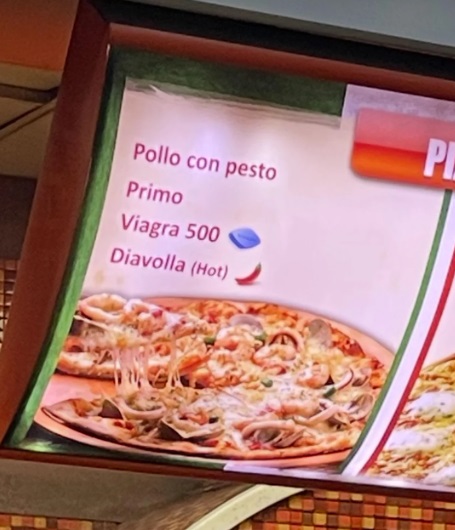 Pollo con pesto
Primo
Viagra 500
Diavolla (Hot)